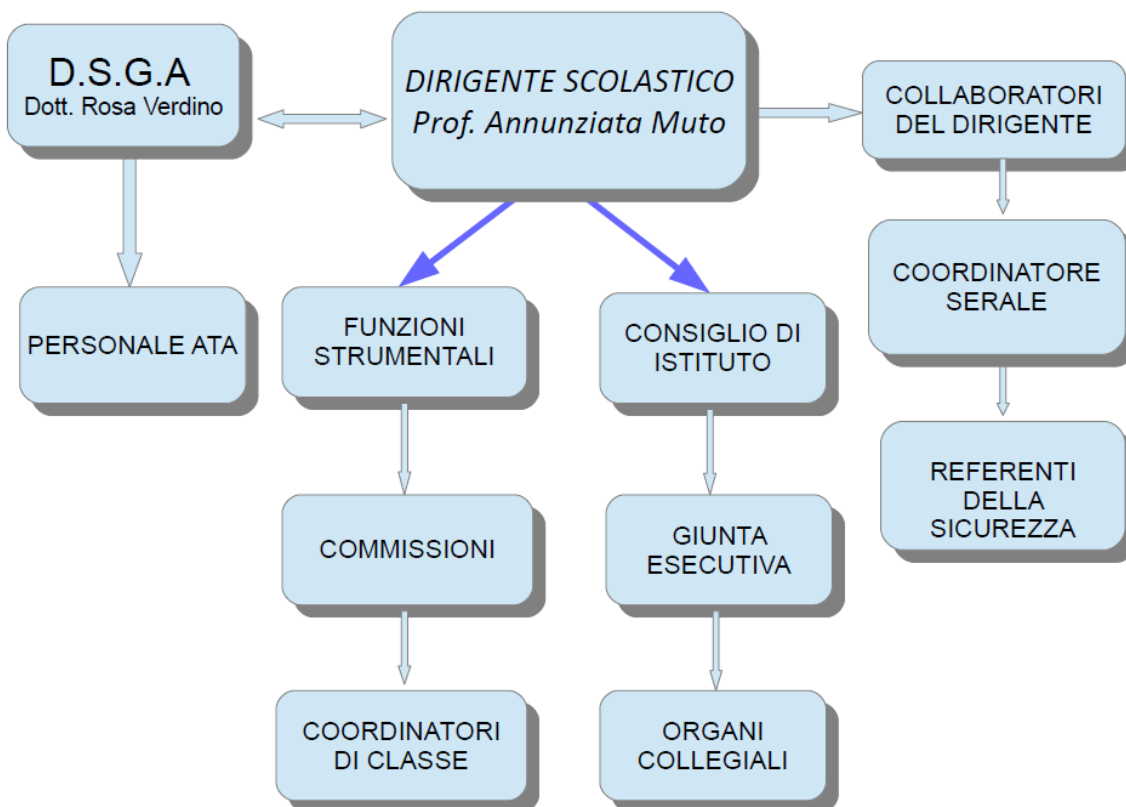 D.S.G.A
Dott. Rosa Verdino
DIRIGENTE SCOLASTICO
Prof. Annunziata Muto
COLLABORATORI
DEL DIRIGENTE
PERSONALE ATA
FUNZIONI
STRUMENTALI
CONSIGLIO DI
ISTITUTO
COORDINATORE
SERALE
COMMISSIONI
GIUNTA
ESECUTIVA
REFERENTI
DELLA
SICUREZZA
COORDINATORI
DI CLASSE
ORGANI
COLLEGIALI